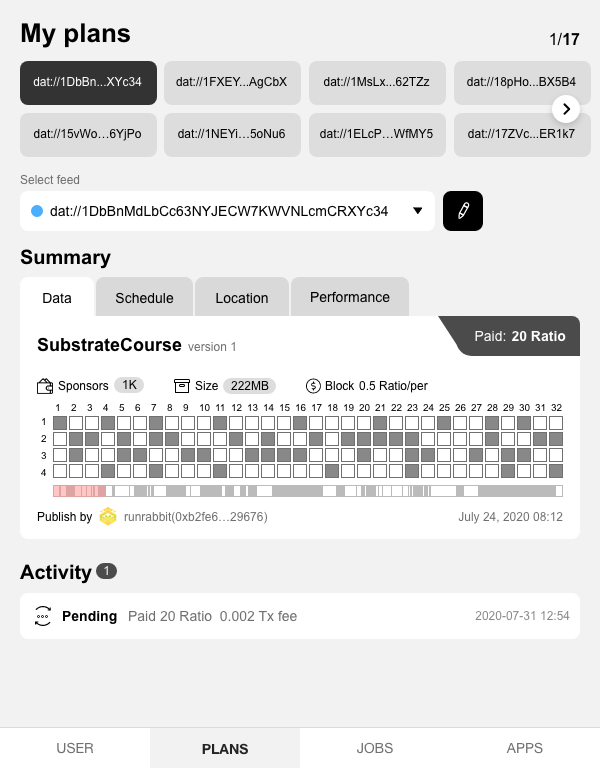 My plans
1/17
dat://1DbBn...XYc34
dat://1FXEY...AgCbX
dat://1MsLx...62TZz
dat://18pHo...BX5B4
dat://15vWo…6YjPo
dat://1NEYi…5oNu6
dat://1ELcP…WfMY5
dat://17ZVc...ER1k7
Select feed
dat://1DbBnMdLbCc63NYJECW7KWVNLcmCRXYc34
Summary
Data
Schedule
Location
Performance
Paid: 20 Ratio
SubstrateCourse version 1
Sponsors 1K
Size 222MB
Block 0.5 Ratio/per
1 2 3 4 5 6 7 8 9 10 11 12 13 14 15 16 17 18 19 20 21 22 23 24 25 26 27 28 29 30 31 32
1
2
3
4
Publish by runrabbit(0xb2fe6…29676)
July 24, 2020 08:12
Activity 1
Pending Paid 20 Ratio 0.002 Tx fee
2020-07-31 12:54
USER
PLANS
JOBS
APPS